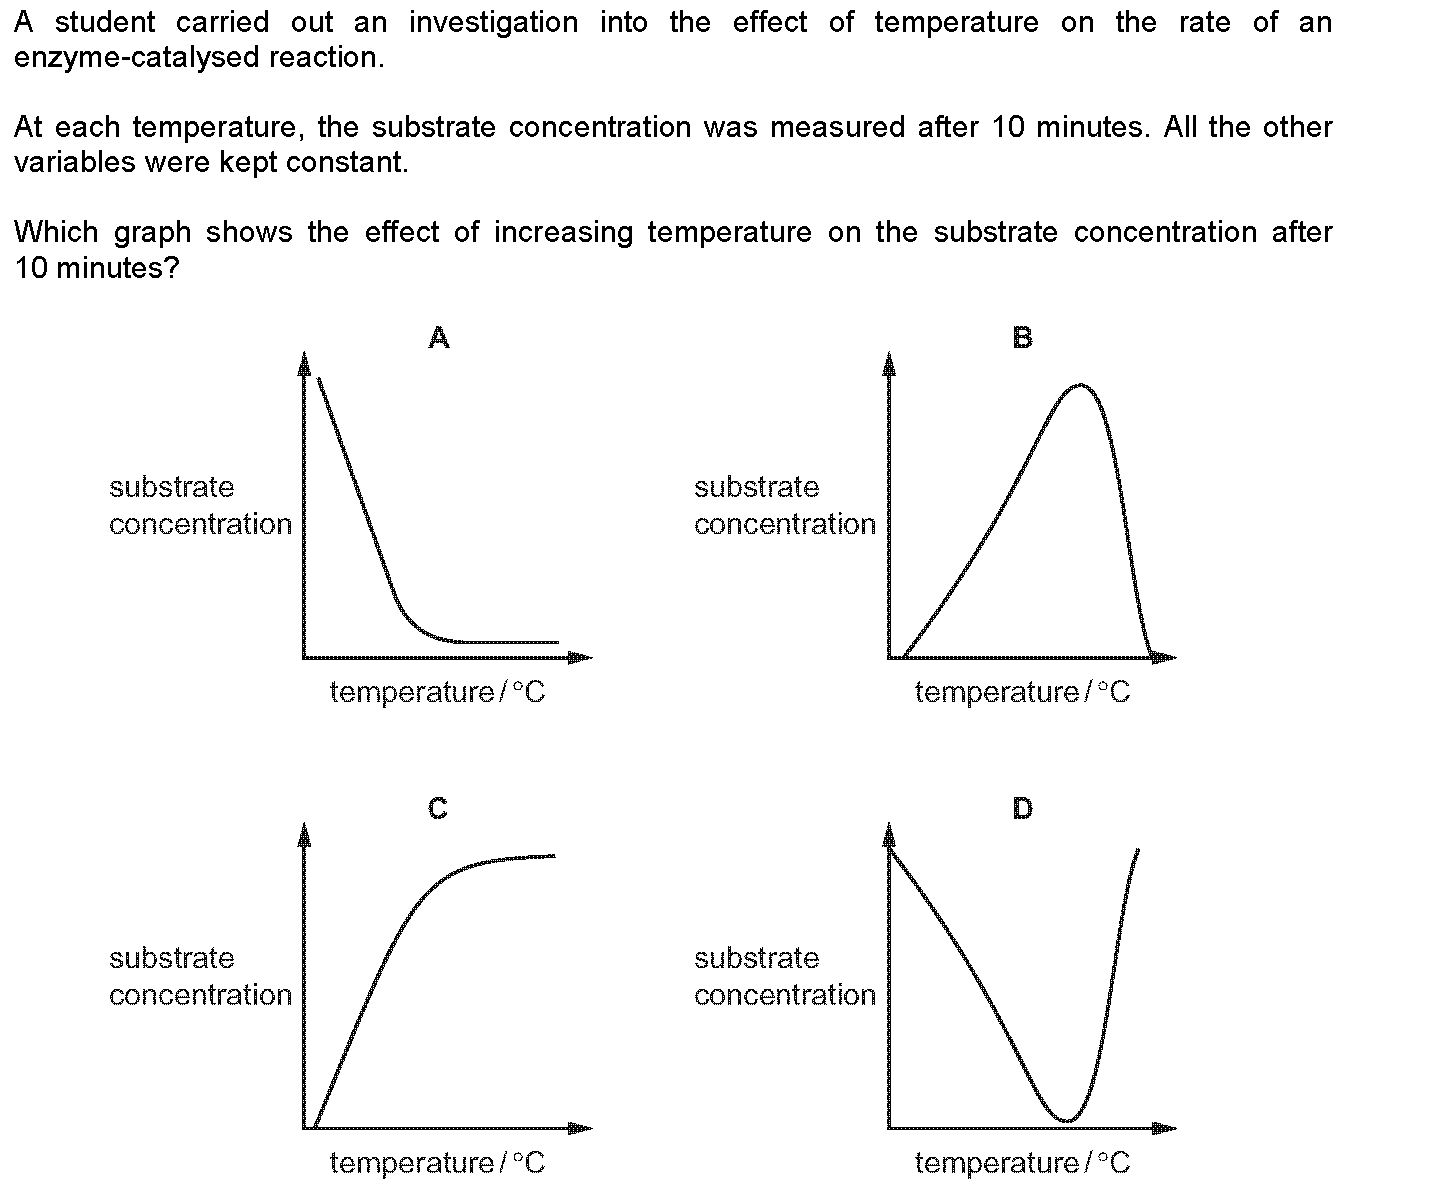 A student carried out an investigation into the effect of temperature on the rate of an
enzyme-catalysed reaction.
At each temperature, the substrate concentration was measured after 10 minutes. All the other
variables were kept constant.
Which graph shows the effect of increasing temperature on the substrate concentration after
10 minutes?
A
substrate
concentration
temperature / °C
B
substrate
concentration
temperature / °C
C
substrate
concentration
temperature / °C
D
substrate
concentration
temperature / °C